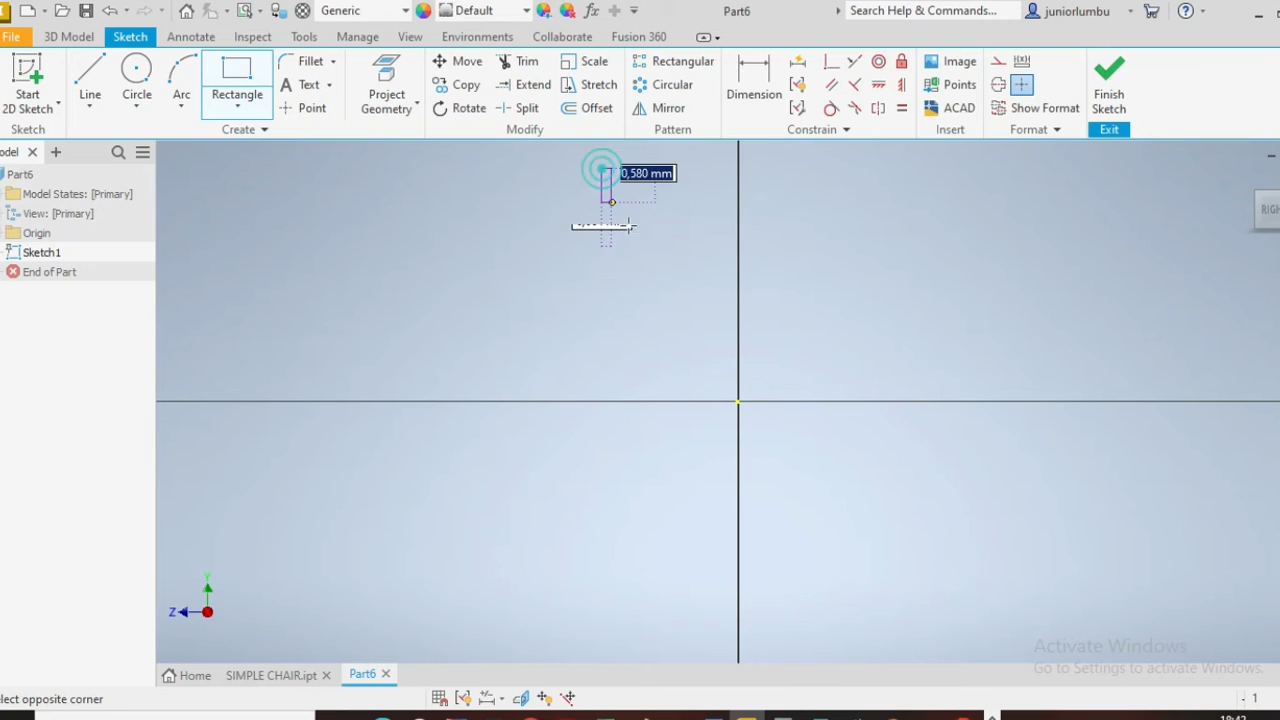 Generic
Default
fx
Part6
Search Help & Commands...
juniorlumbu
File
3D Model
Sketch
Annotate
Inspect
Tools
Manage
View
Environments
Collaborate
Fusion 360
Start
2D Sketch
Line
Circle
Arc
Rectangle
Fillet
Text
Point
Project
Geometry
Move
Copy
Rotate
Trim
Extend
Split
Scale
Stretch
Offset
Rectangular
Circular
Mirror
Dimension
Image
Points
ACAD
Show Format
Finish
Sketch
Sketch
Create
Modify
Pattern
Constrain
Insert
Format
Exit
odel
Part6
Model States: [Primary]
View: [Primary]
Origin
Sketch1
End of Part
0,580 mm
RIGH
Y
Z
Activate Windows
Go to Settings to activate Windows.
Home
SIMPLE CHAIR.ipt
Part6
elect opposite corner
1